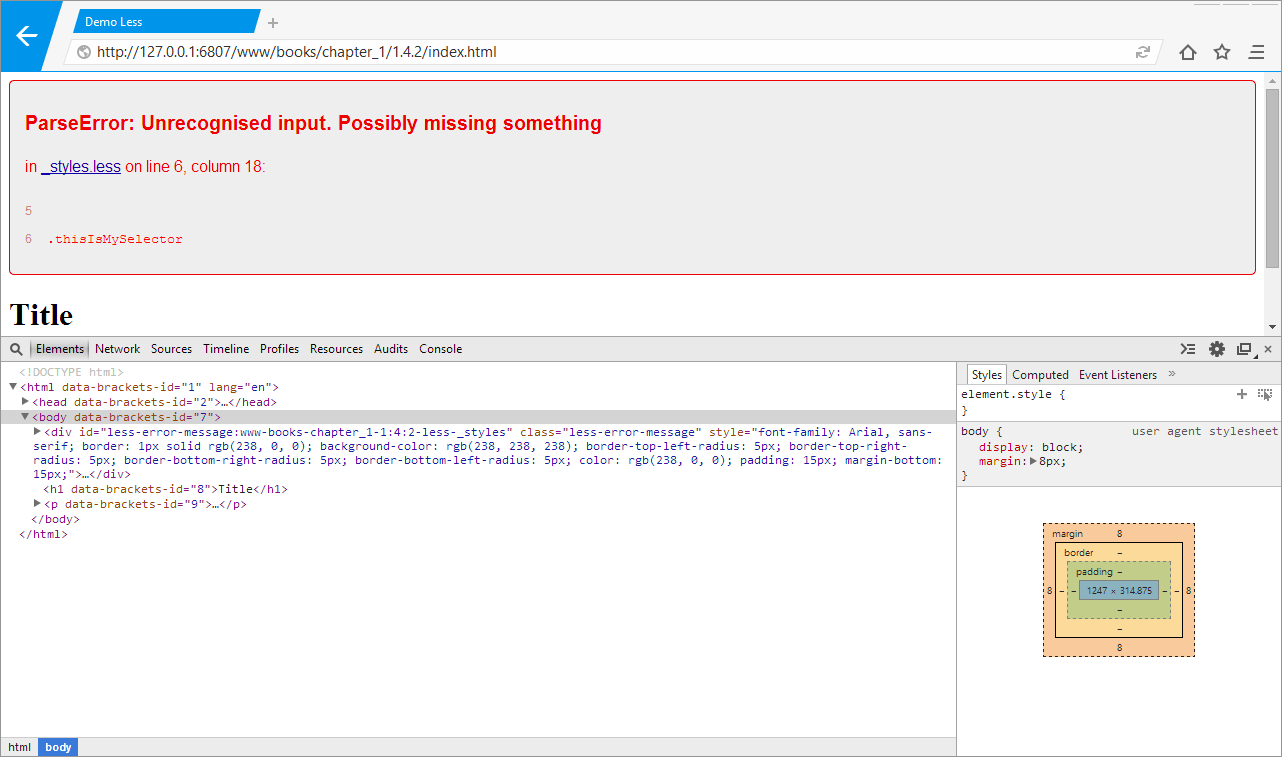 Demo Less
http://127.0.0.1:6807/www/books/chapter_1/1.4.2/index.html
ParseError: Unrecognised input. Possibly missing something
in _styles.less on line 6, column 18:
5
6 .thisIsMySelector
Title
Elements Network Sources Timeline Profiles Resources Audits Console
<!DOCTYPE html>
<html data-brackets-id="1" lang="en">
<head data-brackets-id="2">…</head>
<body data-brackets-id="7">
<div id="less-error-message:www-books-chapter_1-1:4:2-less-_styles" class="less-error-message" style="font-family: Arial, sans-
serif; border: 1px solid rgb(238, 0, 0); background-color: rgb(238, 238, 238); border-top-left-radius: 5px; border-top-right-
radius: 5px; border-bottom-right-radius: 5px; border-bottom-left-radius: 5px; color: rgb(238, 0, 0); padding: 15px; margin-bottom:
15px;">…</div>
<h1 data-brackets-id="8">Title</h1>
<p data-brackets-id="9">…</p>
</body>
</html>
html body
Styles Computed Event Listeners »
element.style {
}
body { user agent stylesheet
display: block;
margin: 8px;
}
margin 8
border –
padding –
8 – – 1247 × 314.875 – – 8
–
–
8